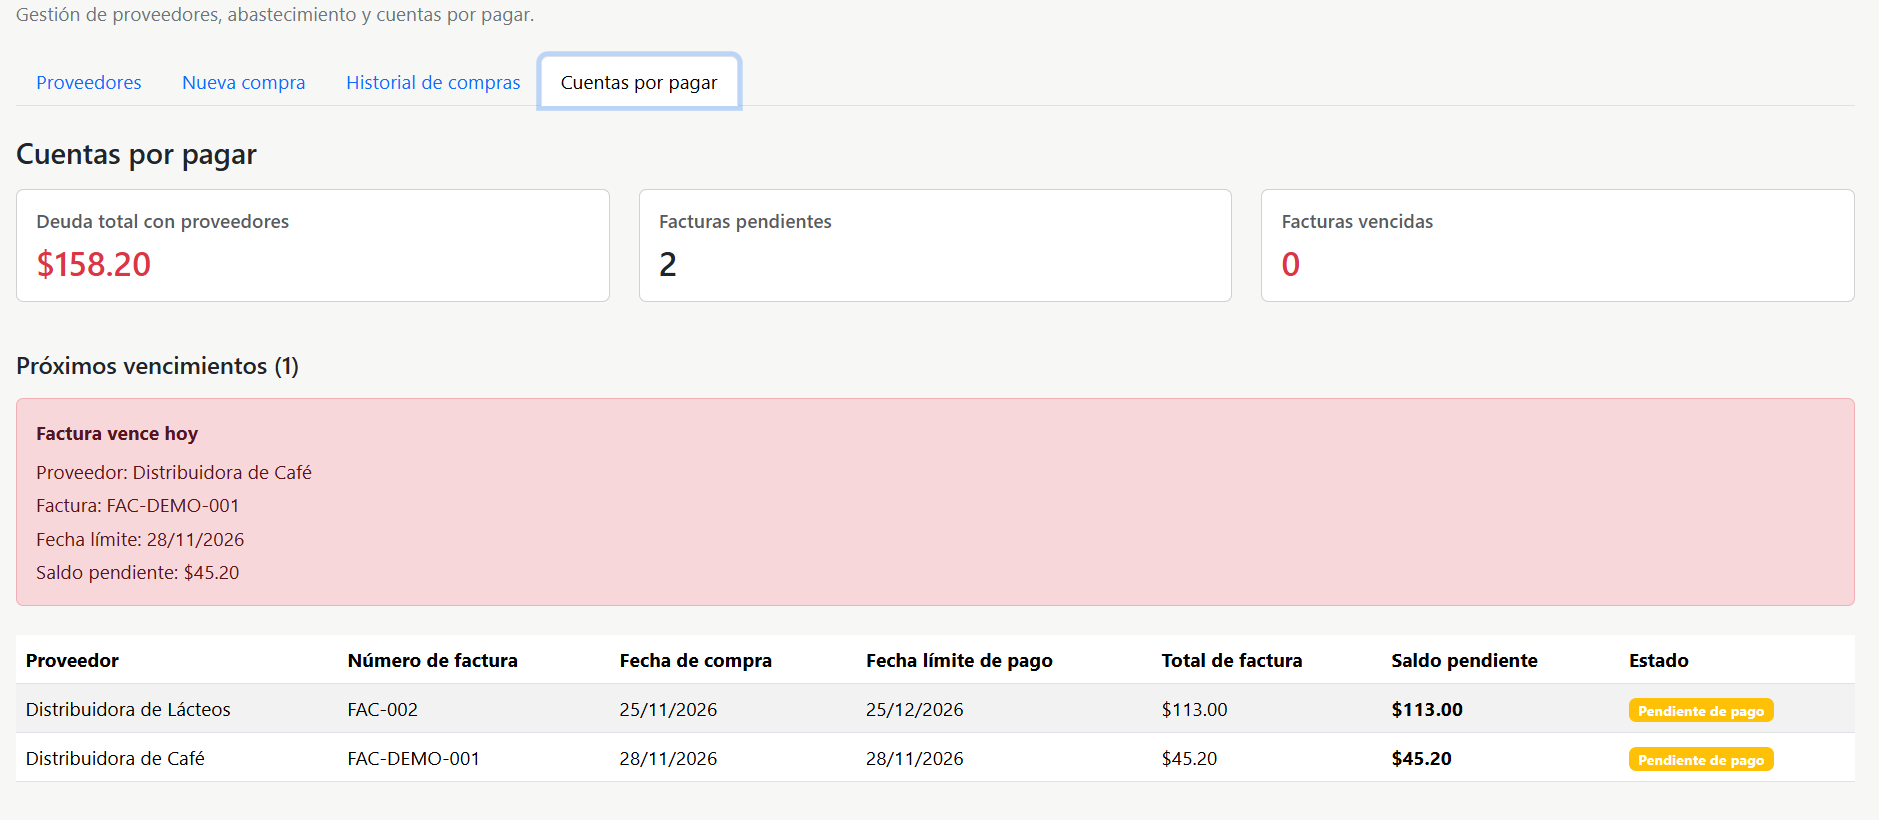 Gestión de proveedores, abastecimiento y cuentas por pagar.
Proveedores Nueva compra Historial de compras Cuentas por pagar
Cuentas por pagar
Deuda total con proveedores Facturas pendientes Facturas vencidas
$158.20 2 0
Próximos vencimientos (1)
Factura vence hoy
Proveedor: Distribuidora de Café
Factura: FAC-DEMO-001
Fecha límite: 28/11/2026
Saldo pendiente: $45.20
Proveedor Número de factura Fecha de compra Fecha límite de pago Total de factura Saldo pendiente Estado
Distribuidora de Lácteos FAC-002 25/11/2026 25/12/2026 $113.00 $113.00 Pendiente de pago
Distribuidora de Café FAC-DEMO-001 28/11/2026 28/11/2026 $45.20 $45.20 Pendiente de pago